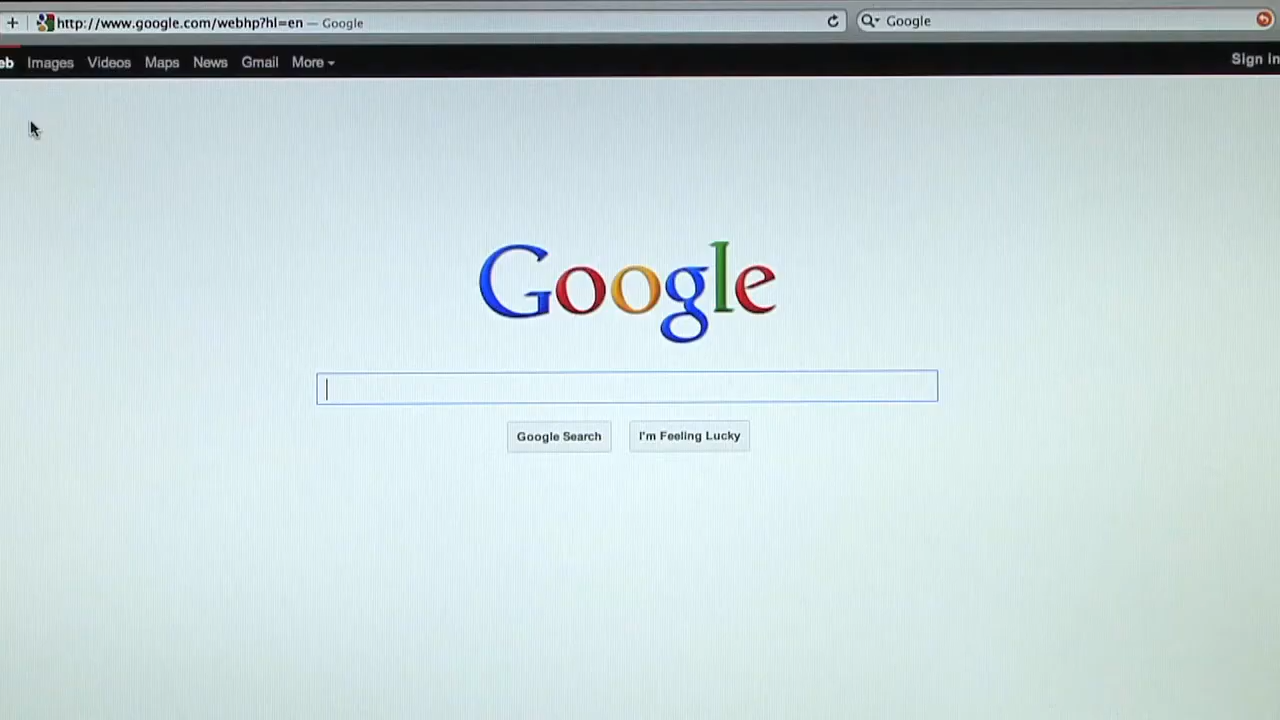 + http://www.google.com/webhp?hl=en — Google Google
eb Images Videos Maps News Gmail More Sign in
Google
Google Search I'm Feeling Lucky